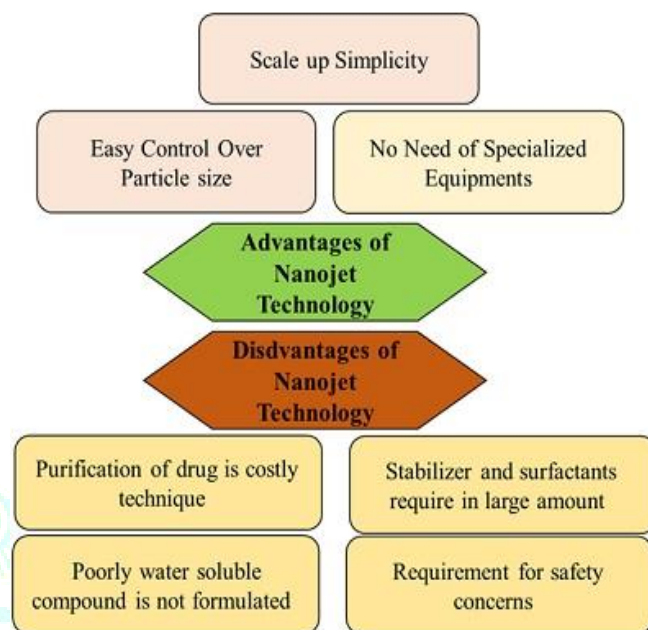 Scale up Simplicity
Easy Control Over
Particle size
No Need of Specialized
Equipments
Advantages of
Nanojet
Technology
Disdvantages of
Nanojet
Technology
Purification of drug is costly
technique
Stabilizer and surfactants
require in large amount
Poorly water soluble
compound is not formulated
Requirement for safety
concerns